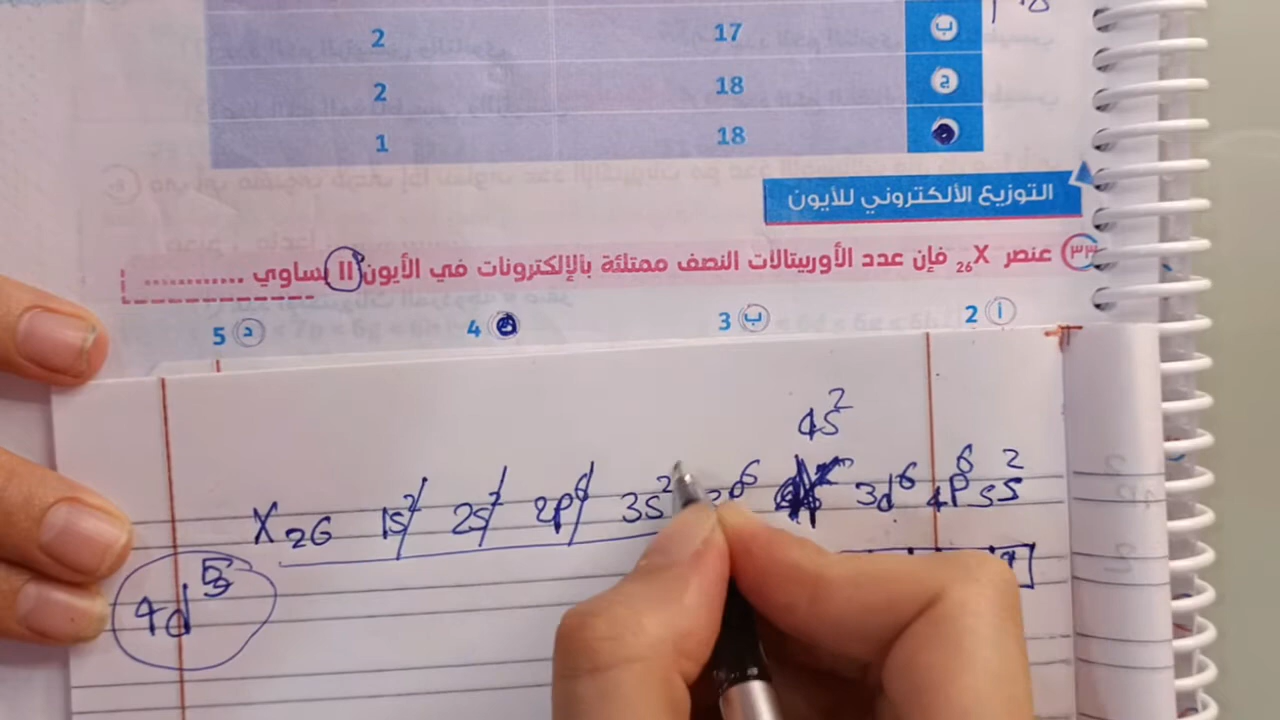 ب 17 2
ج 18 2
18 1
التوزيع الألكتروني للأيون
٣٣ عنصر 26X فإن عدد الأوربيتالات النصف ممتلئة بالإلكترونات في الأيون II يساوي ............
أ 2 ب 3 4 د 5
4s2
X26 1s2 2s2 2p6 3s2 6 3d6 4p6 5s2
4d5